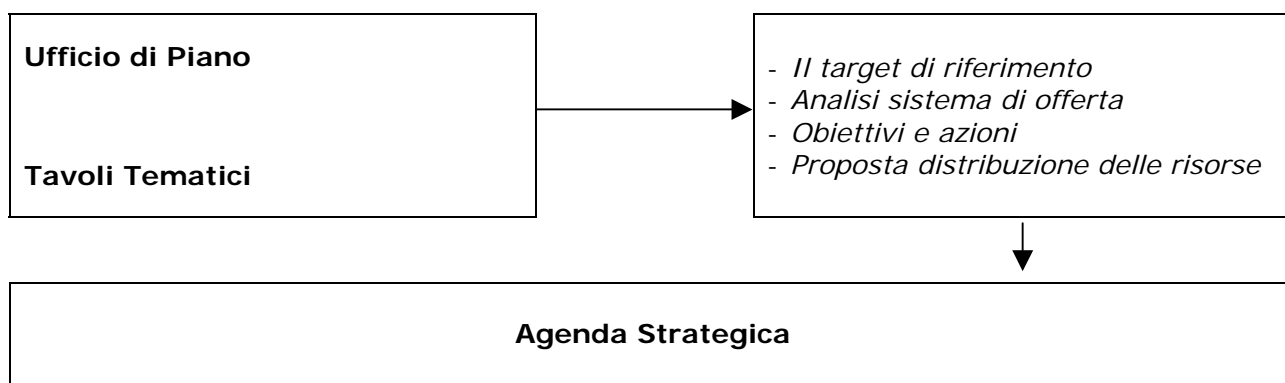 Ufficio di Piano
Tavoli Tematici
- Il target di riferimento
- Analisi sistema di offerta
- Obiettivi e azioni
- Proposta distribuzione delle risorse
Agenda Strategica